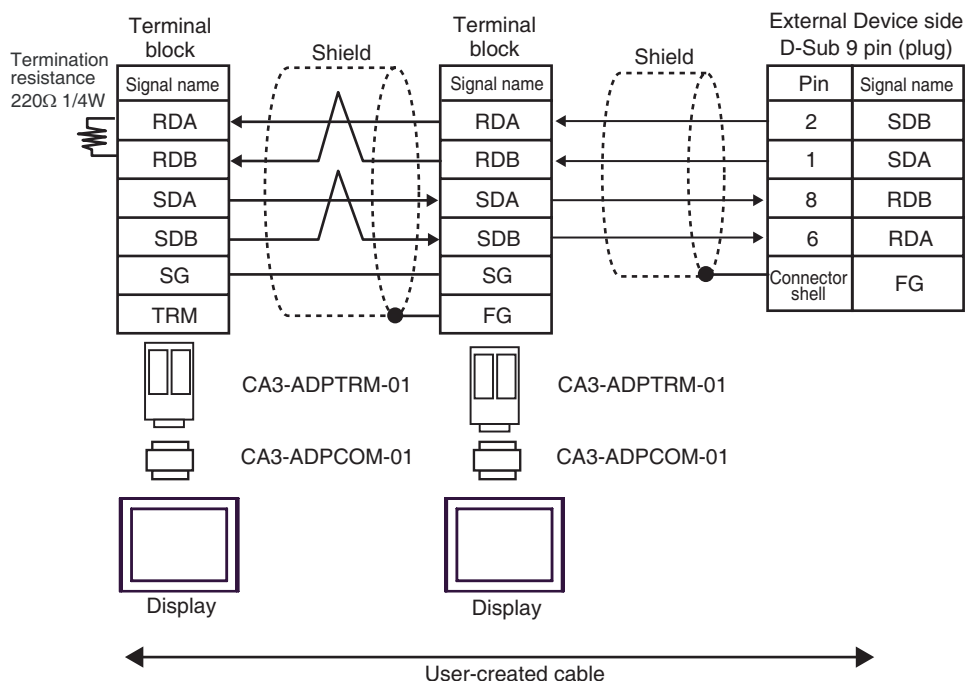 Terminal
block
Terminal
block
External Device side
D-Sub 9 pin (plug)
Termination
resistance
220Ω 1/4W
Shield
Shield
Signal name
RDA
RDB
SDA
SDB
SG
TRM
Signal name
RDA
RDB
SDA
SDB
SG
FG
Pin Signal name
2 SDB
1 SDA
8 RDB
6 RDA
Connector
shell
FG
CA3-ADPTRM-01
CA3-ADPTRM-01
CA3-ADPCOM-01
CA3-ADPCOM-01
Display
Display
User-created cable